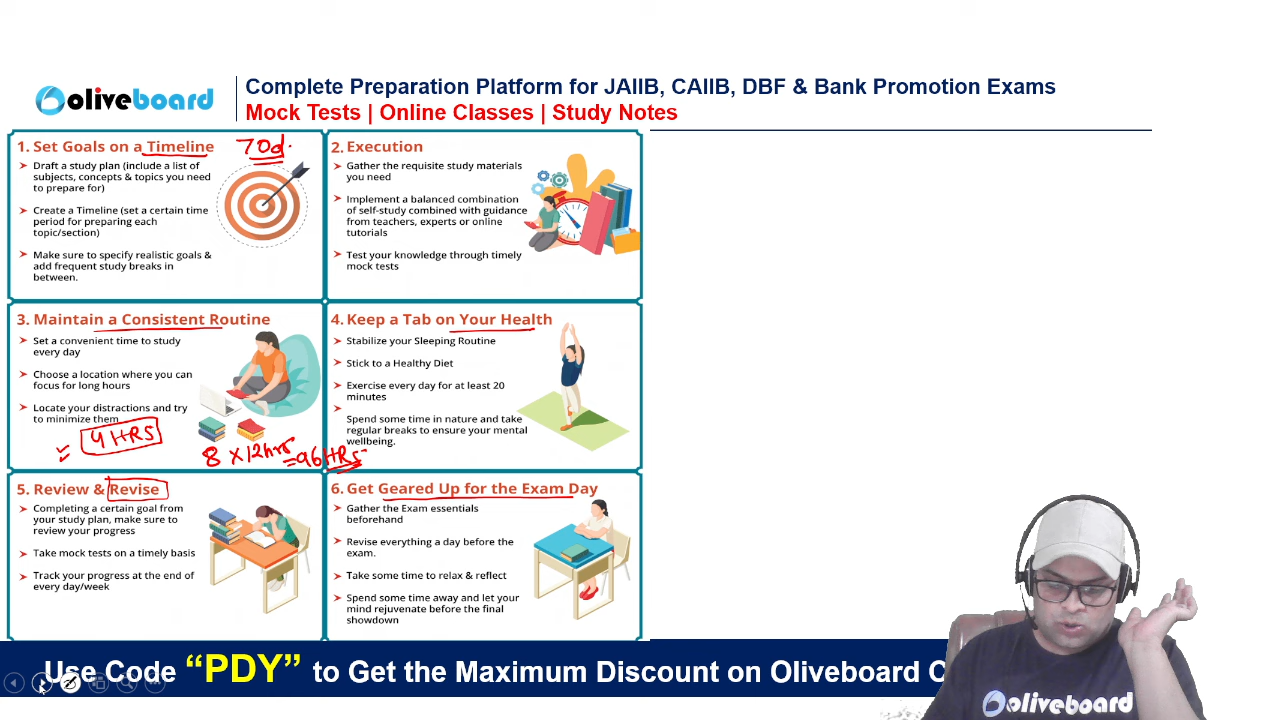 oliveboard
Complete Preparation Platform for JAIIB, CAIIB, DBF & Bank Promotion Exams
Mock Tests | Online Classes | Study Notes
1. Set Goals on a Timeline
70d.
Draft a study plan (include a list of
subjects, concepts & topics you need
to prepare for)
Create a Timeline (set a certain time
period for preparing each
topic/section)
Make sure to specify realistic goals &
add frequent study breaks in
between.
2. Execution
Gather the requisite study materials
you need
Implement a balanced combination
of self-study combined with guidance
from teachers, experts or online
tutorials
Test your knowledge through timely
mock tests
3. Maintain a Consistent Routine
Set a convenient time to study
every day
Choose a location where you can
focus for long hours
Locate your distractions and try
to minimize them
4 HRS
8 X 12hrs
=96 HRS
4. Keep a Tab on Your Health
Stabilize your Sleeping Routine
Stick to a Healthy Diet
Exercise every day for at least 20
minutes
Spend some time in nature and take
regular breaks to ensure your mental
wellbeing.
5. Review & Revise
Completing a certain goal from
your study plan, make sure to
review your progress
Take mock tests on a timely basis
Track your progress at the end of
every day/week
6. Get Geared Up for the Exam Day
Gather the Exam essentials
beforehand
Revise everything a day before the
exam.
Take some time to relax & reflect
Spend some time away and let your
mind rejuvenate before the final
showdown
Use Code “PDY” to Get the Maximum Discount on Oliveboard C
oliveboard